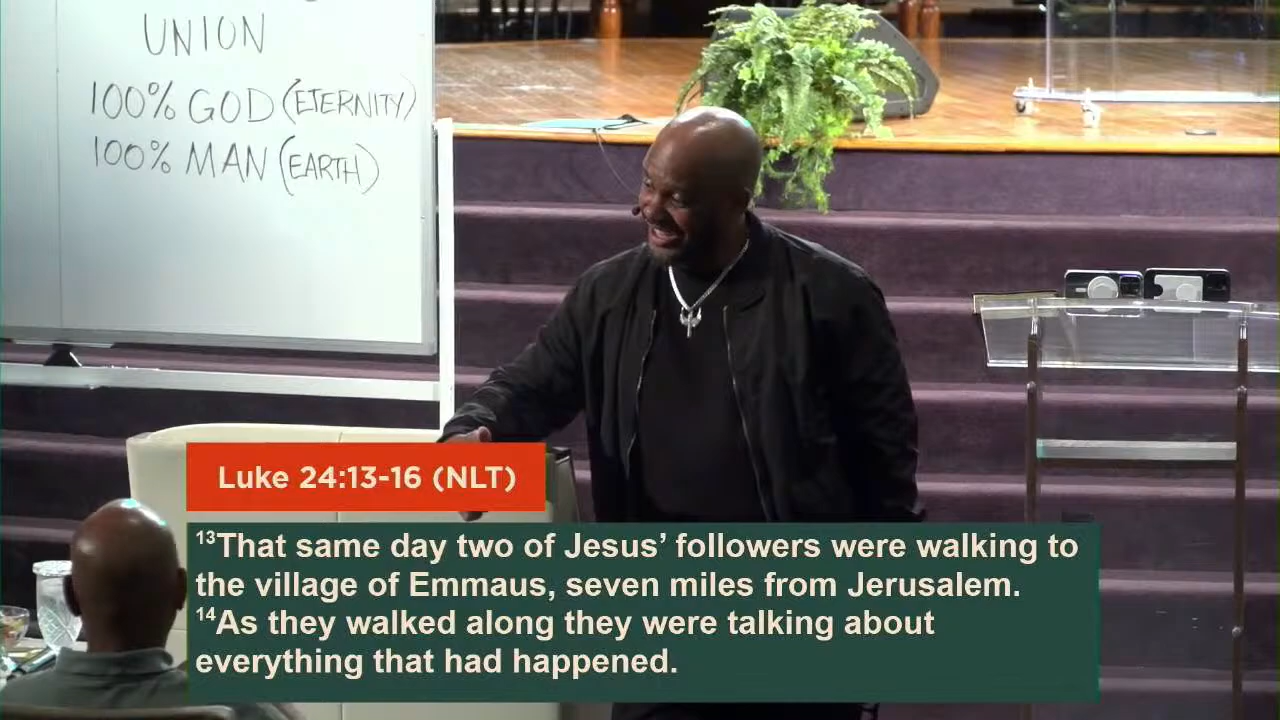 UNION
100% GOD (ETERNITY)
100% MAN (EARTH)
Luke 24:13-16 (NLT)
¹³That same day two of Jesus’ followers were walking to
the village of Emmaus, seven miles from Jerusalem.
¹⁴As they walked along they were talking about
everything that had happened.